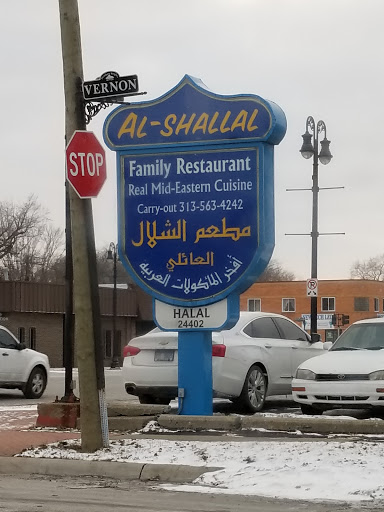 VERNON
STOP
AL-SHALLAL
Family Restaurant
Real Mid-Eastern Cuisine
Carry-out 313-563-4242
مطعم الشلال
العائلي
أفخر المأكولات العربية
HALAL
24402